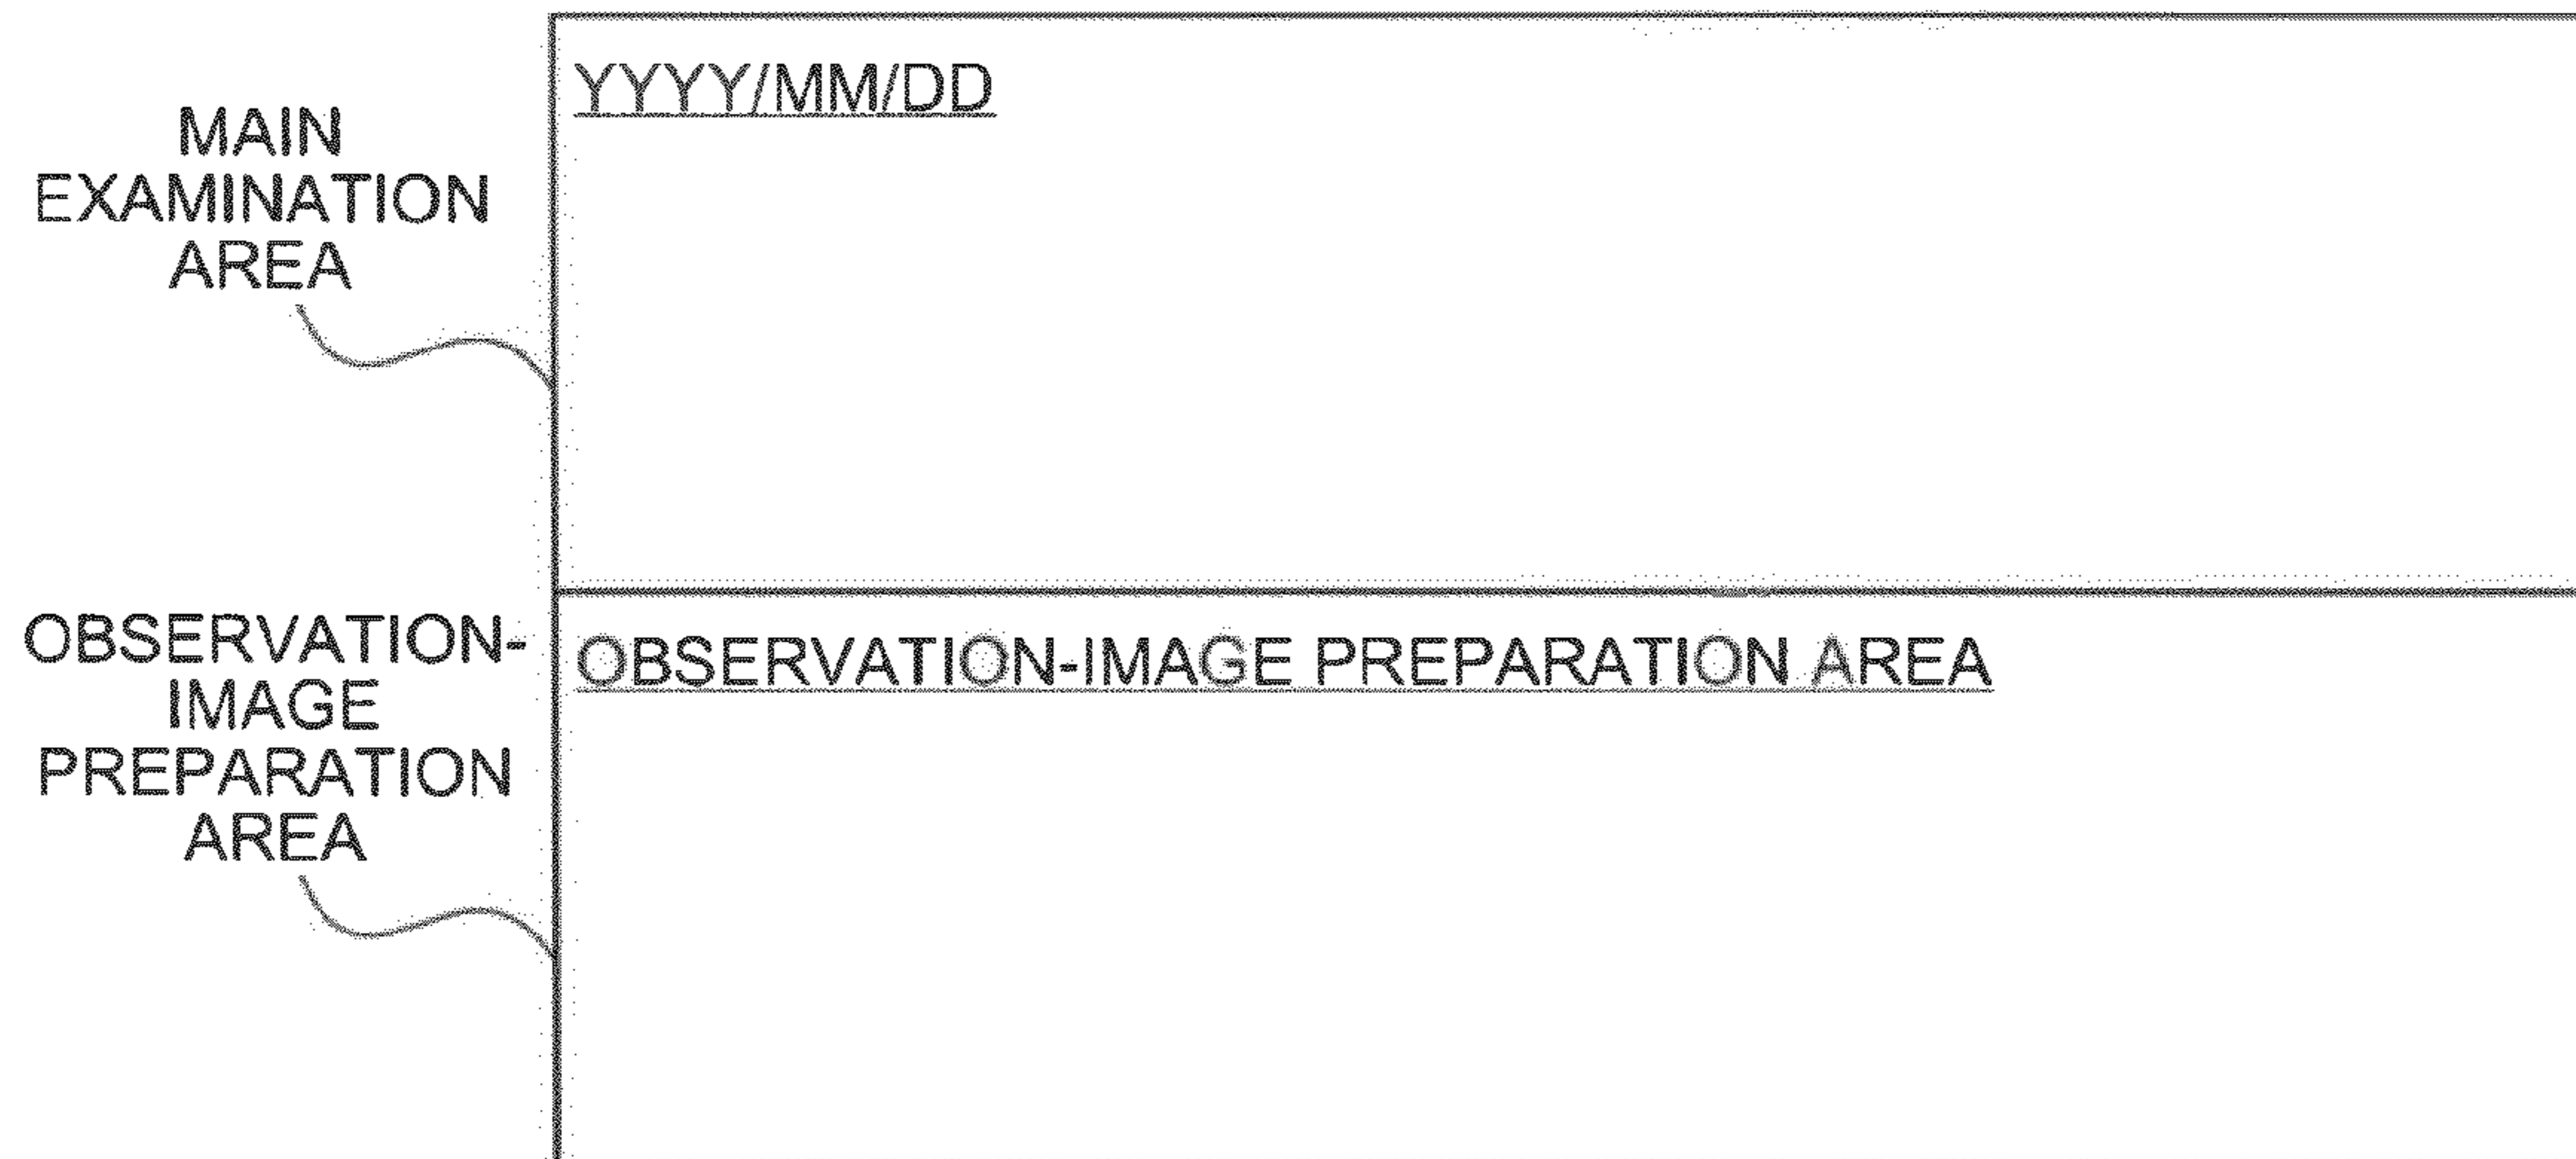 YYYY/MM/DD
MAIN
EXAMINATION
AREA
OBSERVATION-
IMAGE
PREPARATION
AREA
OBSERVATION-IMAGE PREPARATION AREA